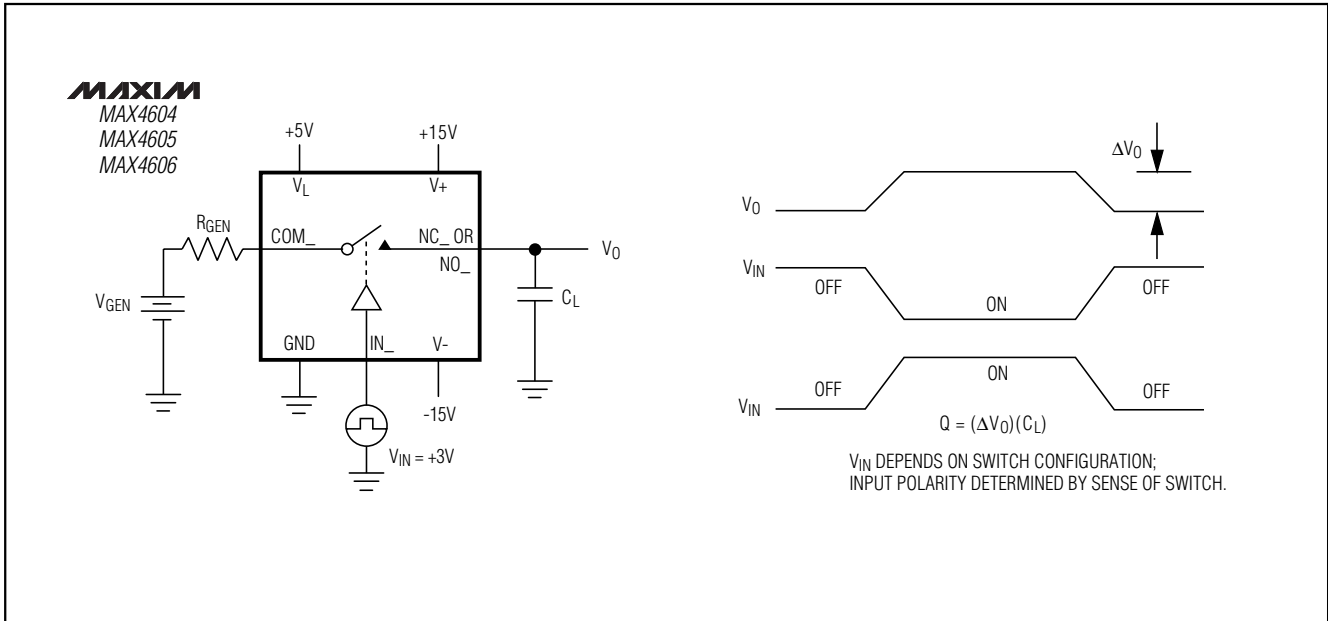 MAXIM
MAX4604
MAX4605
MAX4606
+5V
+15V
VL
V+
RGEN
COM_
NC_ OR
NO_
VO
VGEN
CL
GND
IN_
V-
-15V
VIN = +3V
ΔVO
VO
VIN
OFF
ON
OFF
VIN
OFF
ON
OFF
Q = (ΔVO)(CL)
VIN DEPENDS ON SWITCH CONFIGURATION;
INPUT POLARITY DETERMINED BY SENSE OF SWITCH.